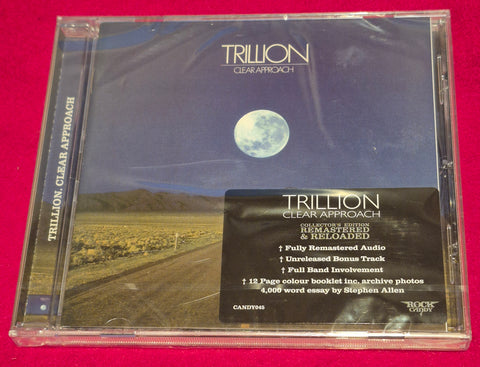 TRILLION
CLEAR APPROACH
TRILLION, CLEAR APPROACH
TRILLION
CLEAR APPROACH
COLLECTOR'S EDITION
REMASTERED
& RELOADED
† Fully Remastered Audio
† Unreleased Bonus Track
† Full Band Involvement
† 12 Page colour booklet inc. archive photos
4,000 word essay by Stephen Allen
CANDY045
ROCK
CANDY